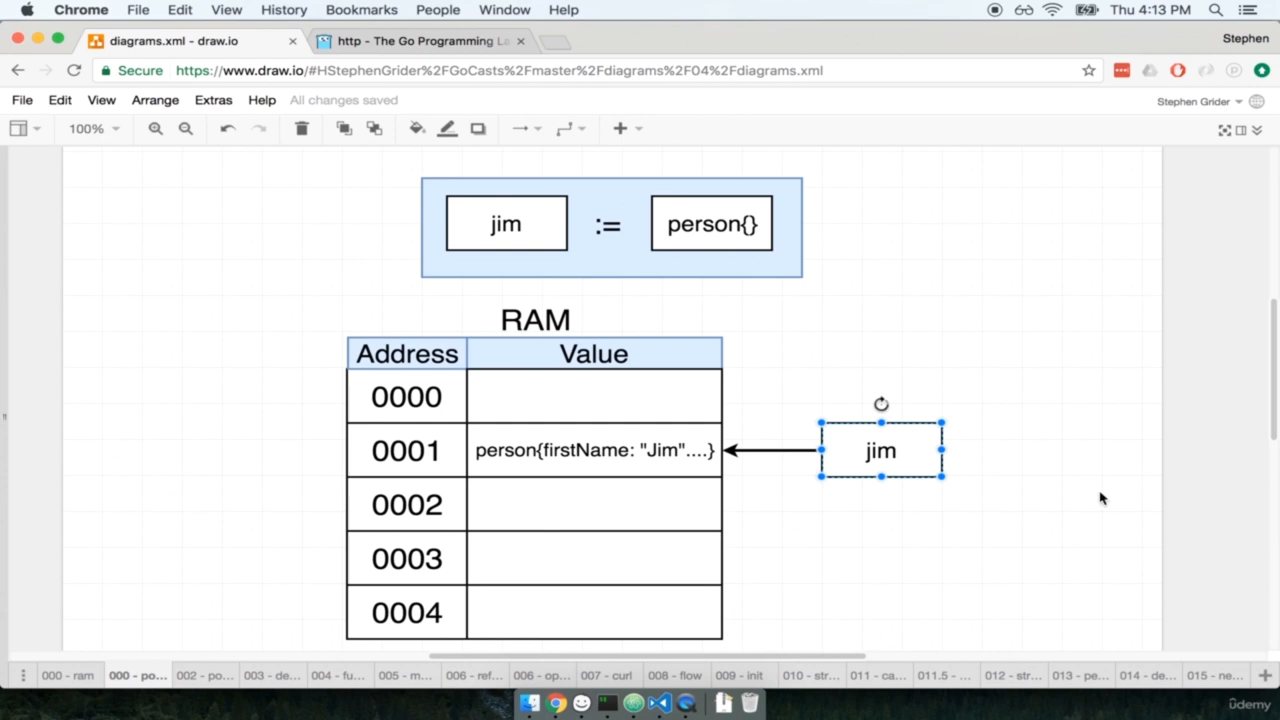 Chrome File Edit View History Bookmarks People Window Help Thu 4:13 PM
diagrams.xml - draw.io
http - The Go Programming La
Stephen
Secure https://www.draw.io/#HStephenGrider%2FGoCasts%2Fmaster%2Fdiagrams%2F04%2Fdiagrams.xml
File Edit View Arrange Extras Help All changes saved
Stephen Grider
100%
jim := person{}
RAM
Address Value
0000
0001 person{firstName: "Jim"....} jim
0002
0003
0004
000 - ram 000 - po... 002 - po... 003 - de... 004 - fu... 005 - m... 006 - ref... 006 - op... 007 - curl 008 - flow 009 - init 010 - str... 011 - ca... 011.5 - ... 012 - str... 013 - pe... 014 - de... 015 - ne...
ûdemy